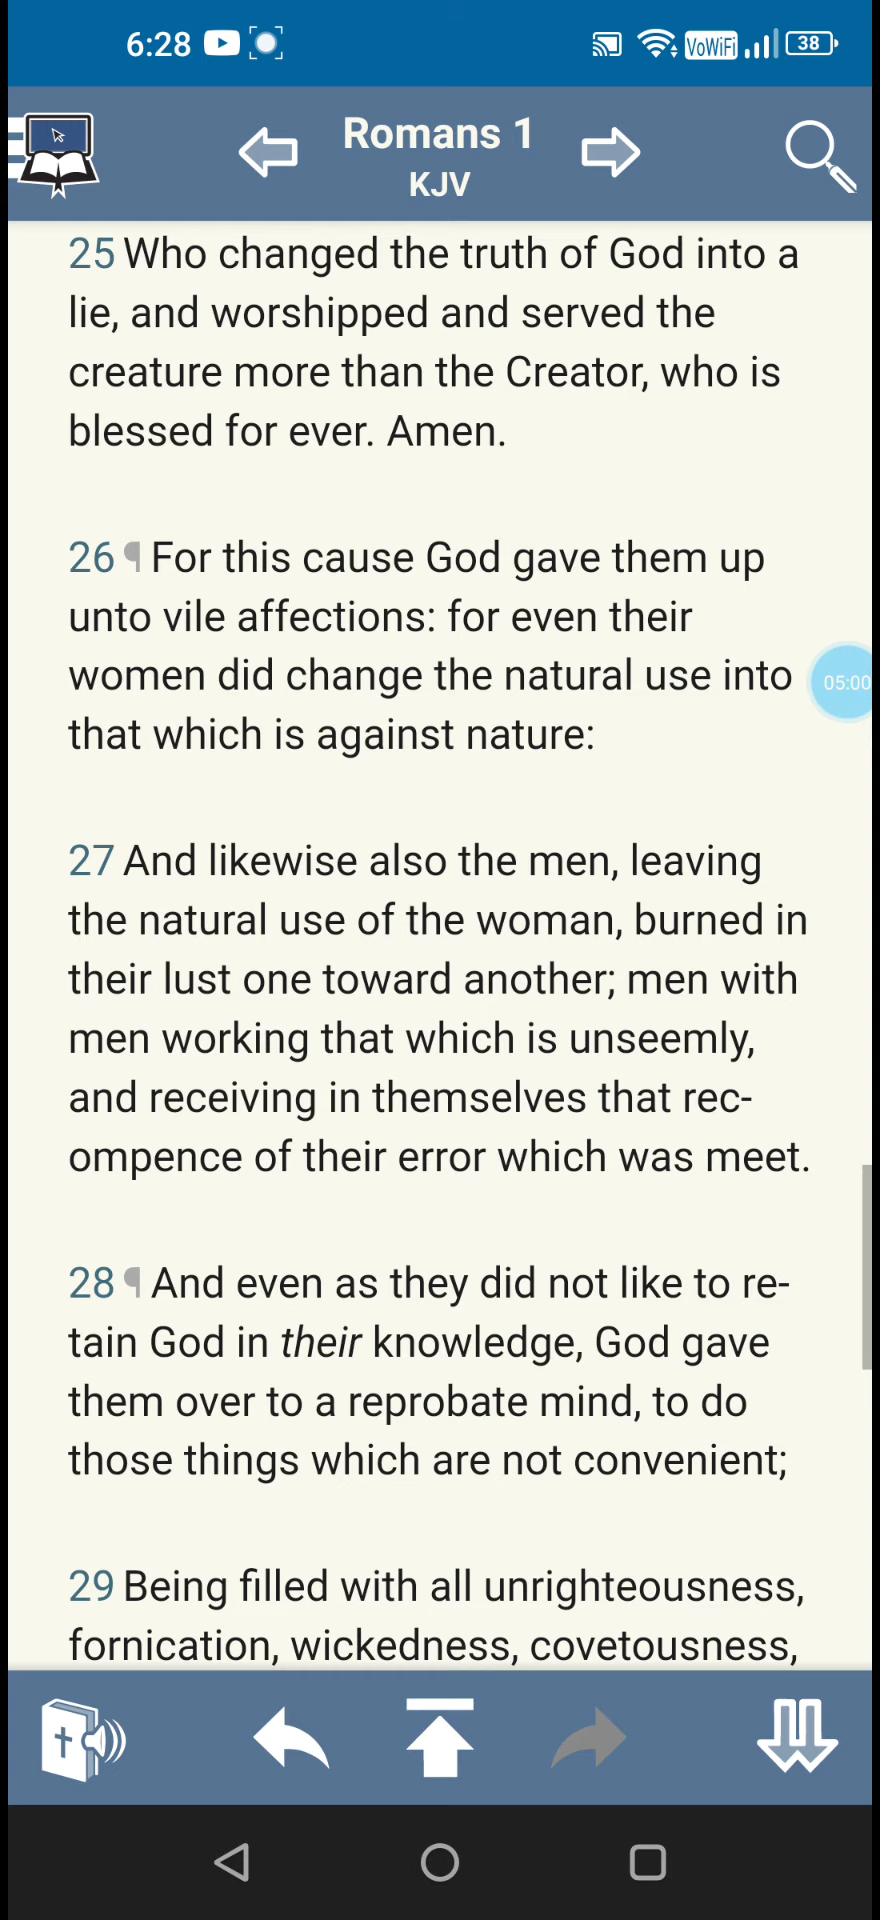 6:28
VoWiFi
38
Romans 1
KJV
25 Who changed the truth of God into a
lie, and worshipped and served the
creature more than the Creator, who is
blessed for ever. Amen.
26 ¶ For this cause God gave them up
unto vile affections: for even their
women did change the natural use into
that which is against nature:
05:00
27 And likewise also the men, leaving
the natural use of the woman, burned in
their lust one toward another; men with
men working that which is unseemly,
and receiving in themselves that rec-
ompence of their error which was meet.
28 ¶ And even as they did not like to re-
tain God in their knowledge, God gave
them over to a reprobate mind, to do
those things which are not convenient;
29 Being filled with all unrighteousness,
fornication, wickedness, covetousness,